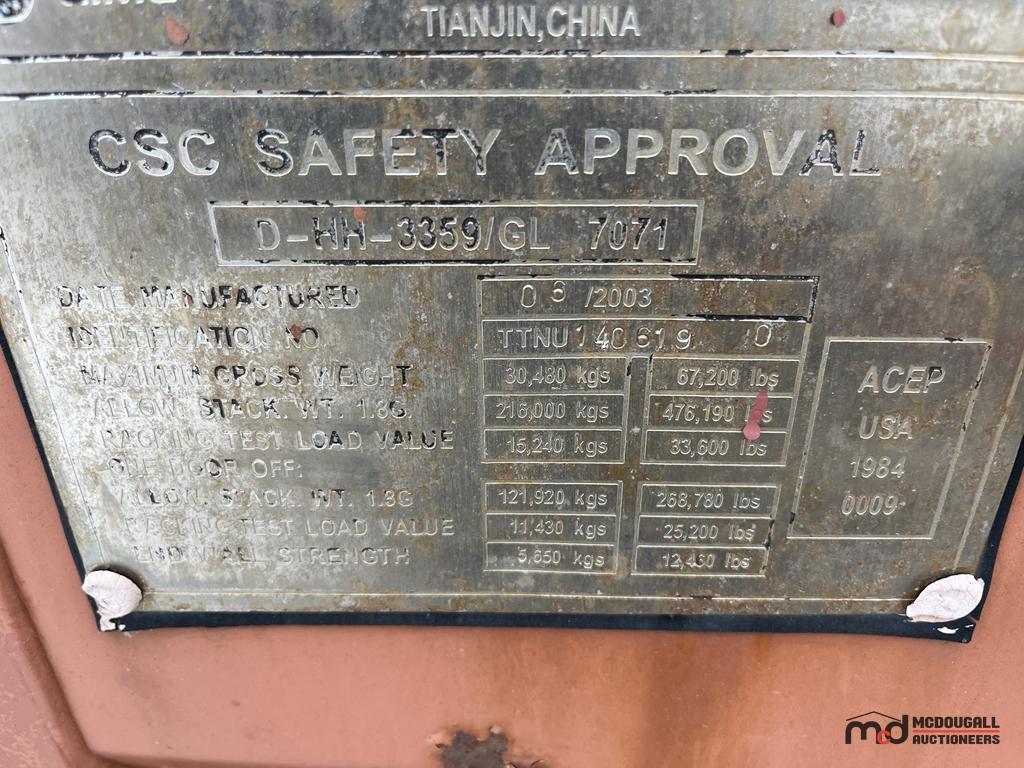 TIANJIN, CHINA
CSC SAFETY APPROVAL
D-HH-3359/GL 7071
DATE MANUFACTURED 06 /2003
IDENTIFICATION NO TTNU 140619 0
MAXIMUM GROSS WEIGHT 30,480 kgs 67,200 lbs
ALLOW. STACK. WT. 1.8G. 216,000 kgs 476,190 lbs
RACKING TEST LOAD VALUE 15,240 kgs 33,600 lbs
ONE DOOR OFF:
ALLOW. STACK. WT. 1.8G 121,920 kgs 268,780 lbs
RACKING TEST LOAD VALUE 11,430 kgs 25,200 lbs
END WALL STRENGTH 5,650 kgs 12,460 lbs
ACEP
USA
1984
0009
md MCDOUGALL
AUCTIONEERS